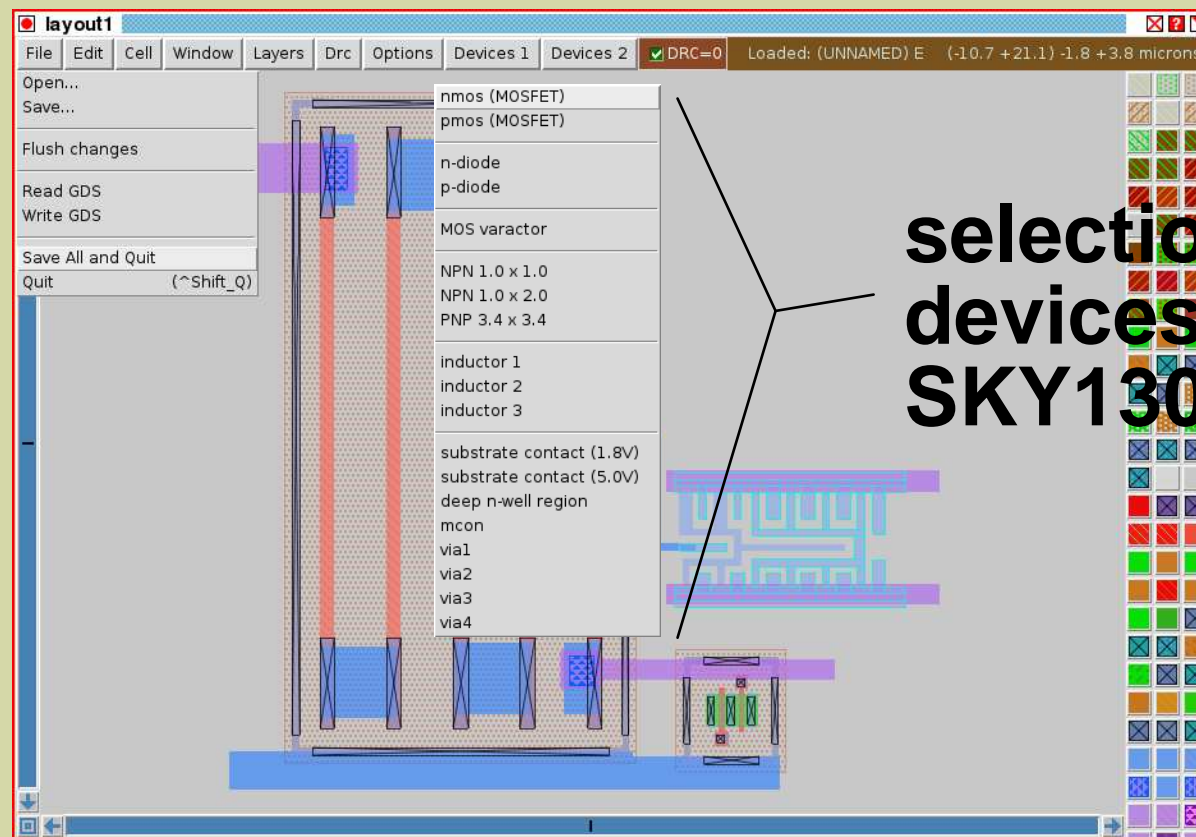 layout1
File Edit Cell Window Layers Drc Options Devices 1 Devices 2 DRC=0 Loaded: (UNNAMED) E (-10.7 +21.1) -1.8 +3.8 microns
Open...
Save...
Flush changes
Read GDS
Write GDS
Save All and Quit
Quit (^Shift_Q)
nmos (MOSFET)
pmos (MOSFET)
n-diode
p-diode
MOS varactor
NPN 1.0 x 1.0
NPN 1.0 x 2.0
PNP 3.4 x 3.4
inductor 1
inductor 2
inductor 3
substrate contact (1.8V)
substrate contact (5.0V)
deep n-well region
mcon
via1
via2
via3
via4
devices
SKY130